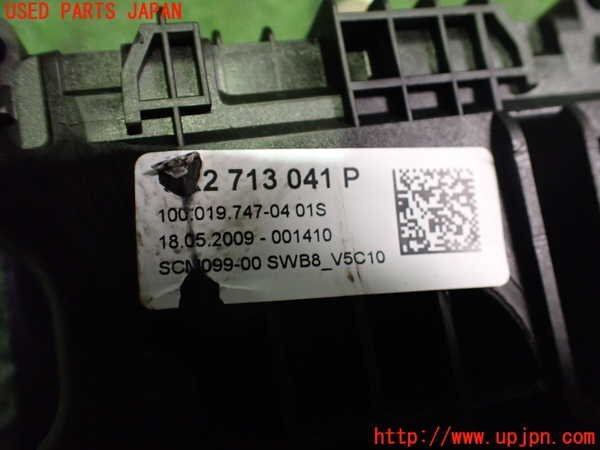 USED PARTS JAPAN
2 713 041 P
100.019.747-04 01S
18.05.2009 - 001410
SCM099-00 SWB8_V5C10
http://www.upjpn.com/